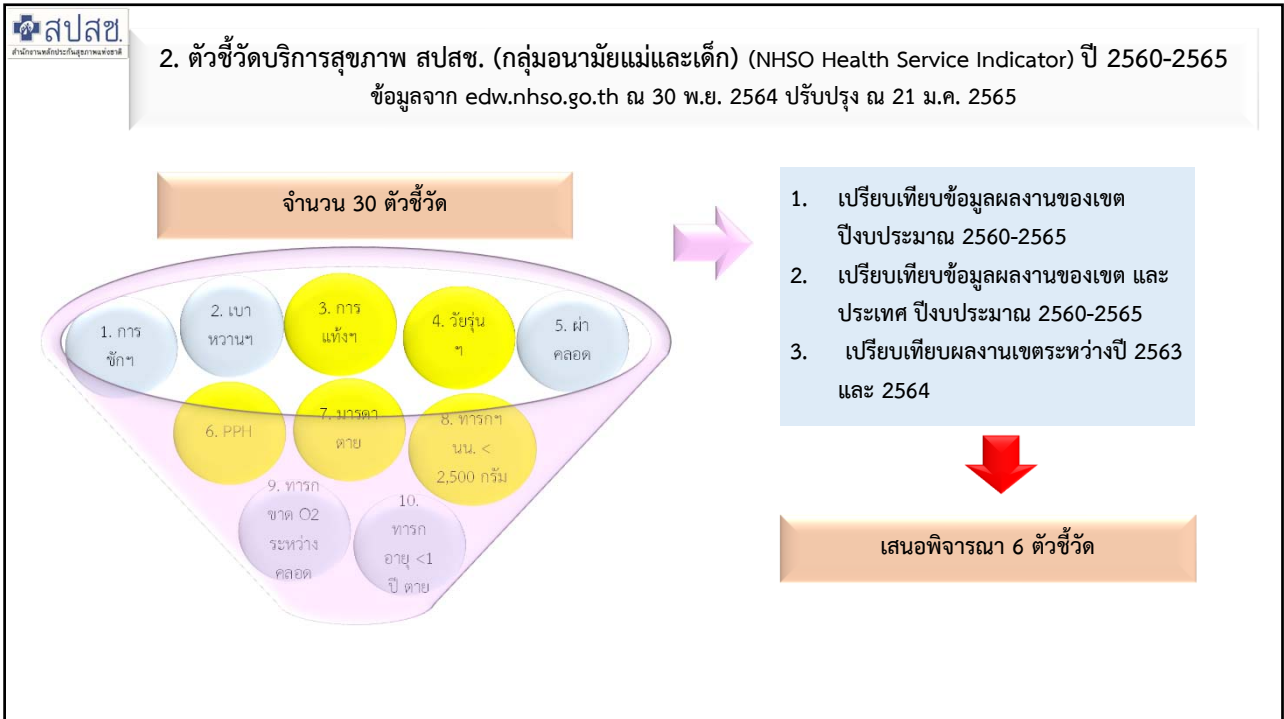 สปสช.
สำนักงานหลักประกันสุขภาพแห่งชาติ
2. ตัวชี้วัดบริการสุขภาพ สปสช. (กลุ่มอนามัยแม่และเด็ก) (NHSO Health Service Indicator) ปี 2560-2565
ข้อมูลจาก edw.nhso.go.th ณ 30 พ.ย. 2564 ปรับปรุง ณ 21 ม.ค. 2565
จำนวน 30 ตัวชี้วัด
1. การ
ชักฯ
2. เบา
หวานฯ
3. การ
แท้งฯ
4. วัยรุ่น
ฯ
5. ผ่า
คลอด
6. PPH
7. มารดา
ตาย
8. ทารกฯ
นน. <
2,500 กรัม
9. ทารก
ขาด O2
ระหว่าง
คลอด
10.
ทารก
อายุ <1
ปี ตาย
1. เปรียบเทียบข้อมูลผลงานของเขต
ปีงบประมาณ 2560-2565
2. เปรียบเทียบข้อมูลผลงานของเขต และ
ประเทศ ปีงบประมาณ 2560-2565
3. เปรียบเทียบผลงานเขตระหว่างปี 2563
และ 2564
เสนอพิจารณา 6 ตัวชี้วัด